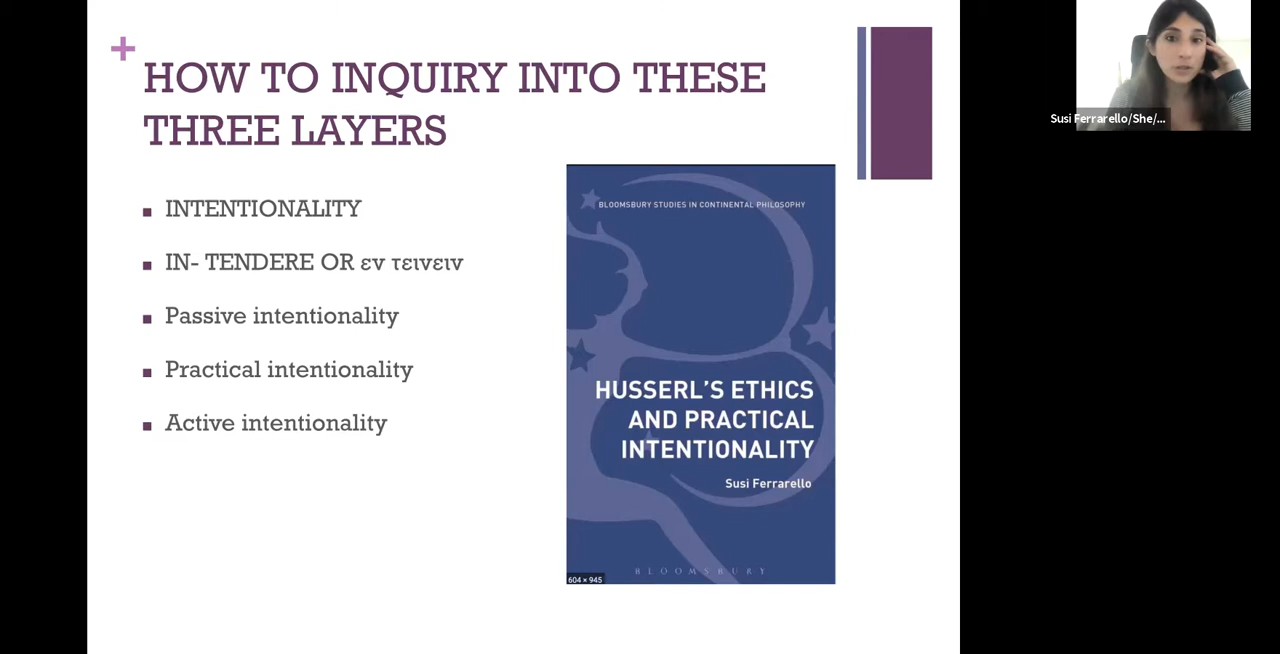 HOW TO INQUIRY INTO THESE
THREE LAYERS
INTENTIONALITY
IN- TENDERE OR εν τεινειν
Passive intentionality
Practical intentionality
Active intentionality
BLOOMSBURY STUDIES IN CONTINENTAL PHILOSOPHY
HUSSERL'S ETHICS
AND PRACTICAL
INTENTIONALITY
Susi Ferrarello
BLOOMSBURY
604 × 945
Susi Ferrarello/She/...